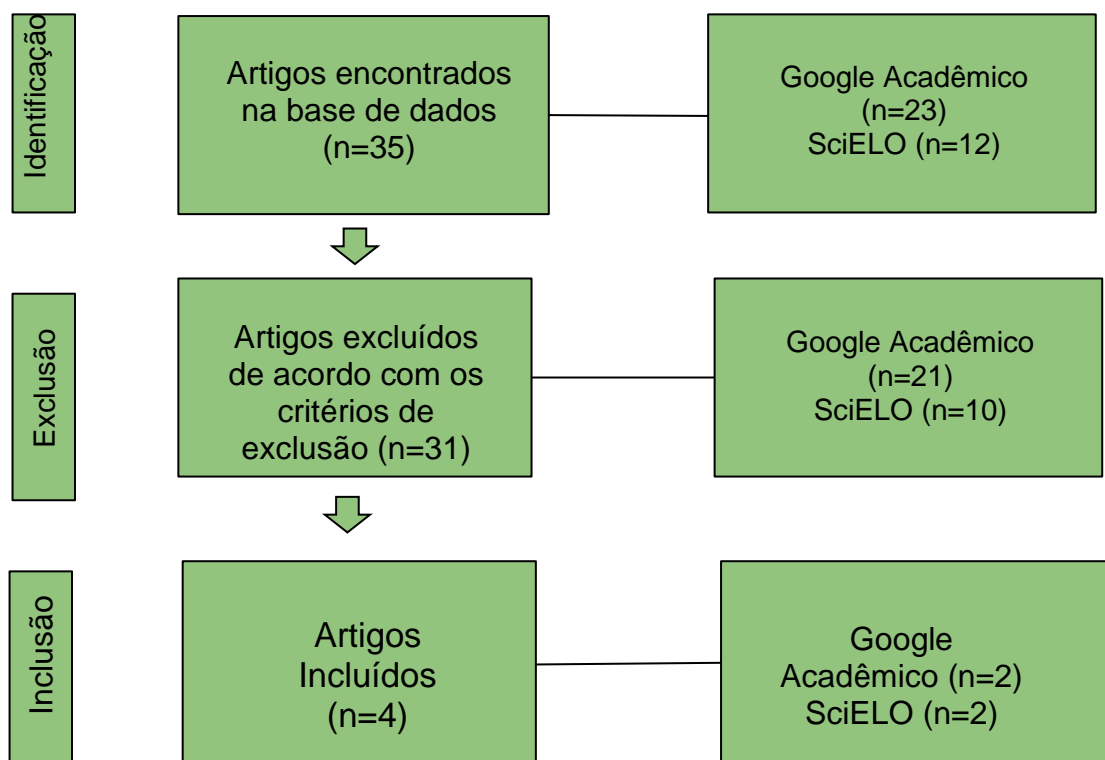 Identificação
Artigos encontrados
na base de dados
(n=35)
Google Acadêmico
(n=23)
SciELO (n=12)
Exclusão
Artigos excluídos
de acordo com os
critérios de
exclusão (n=31)
Google Acadêmico
(n=21)
SciELO (n=10)
Inclusão
Artigos
Incluídos
(n=4)
Google
Acadêmico (n=2)
SciELO (n=2)